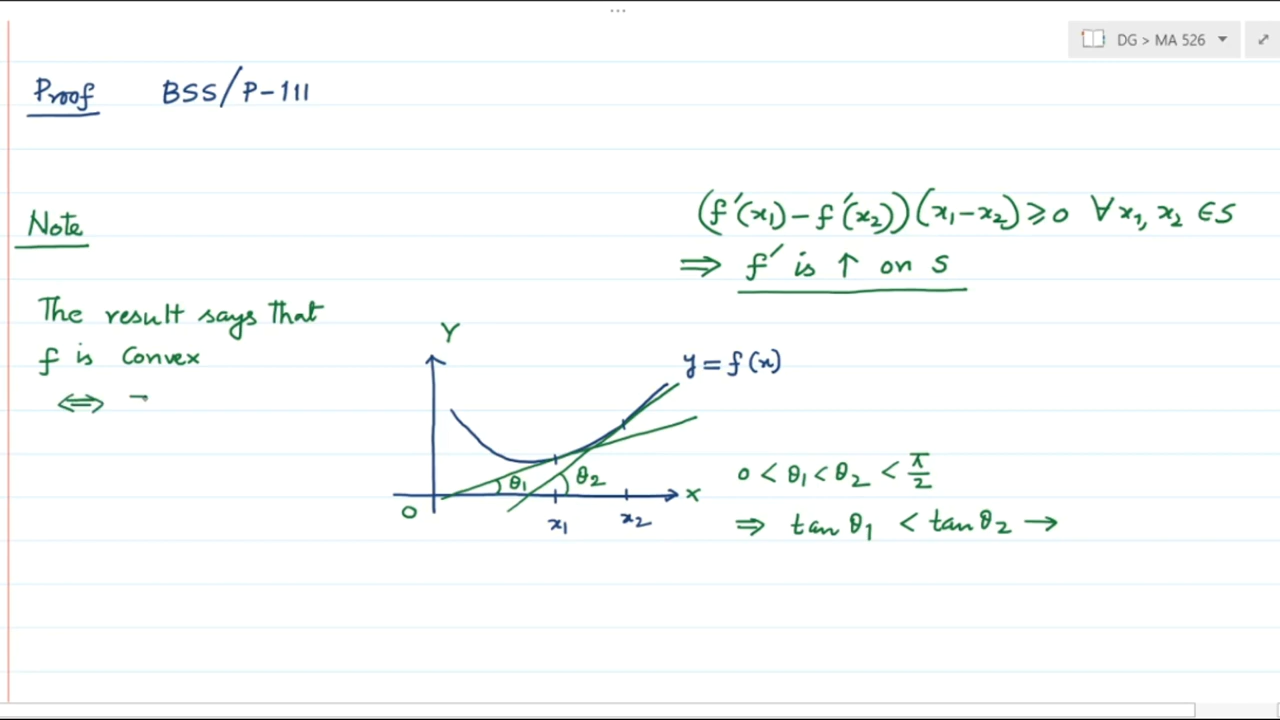 DG > MA 526
Proof BSS/P-111
Note
(f'(x₁) - f'(x₂))(x₁-x₂) ⩾ 0 ∀ x₁, x₂ ∈ S
⇒ f' is ↑ on S
The result says that
f is convex
⇔
Y
y = f(x)
θ₁
θ₂
O
X
x₁
x₂
0 < θ₁ < θ₂ < π/2
⇒ tan θ₁ < tan θ₂ →